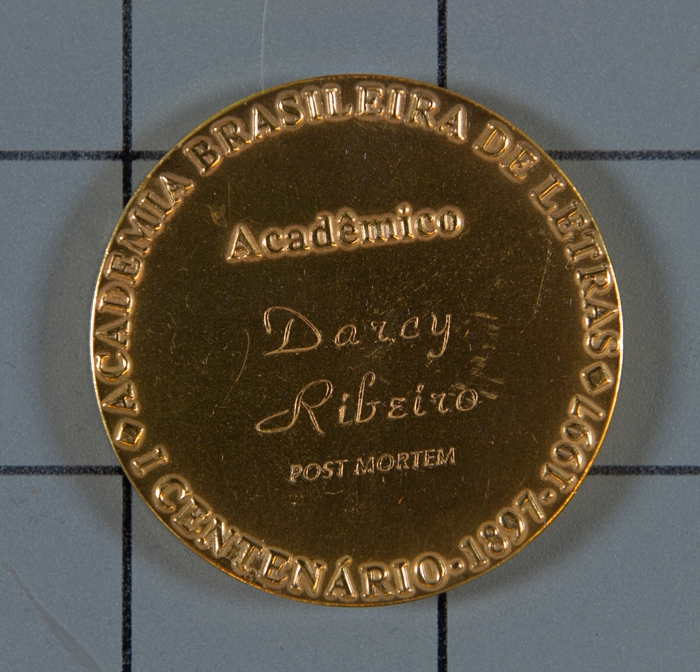 ACADEMIA BRASILEIRA DE LETRAS
Acadêmico
Darcy
Ribeiro
POST MORTEM
I CENTENÁRIO·1897-1997